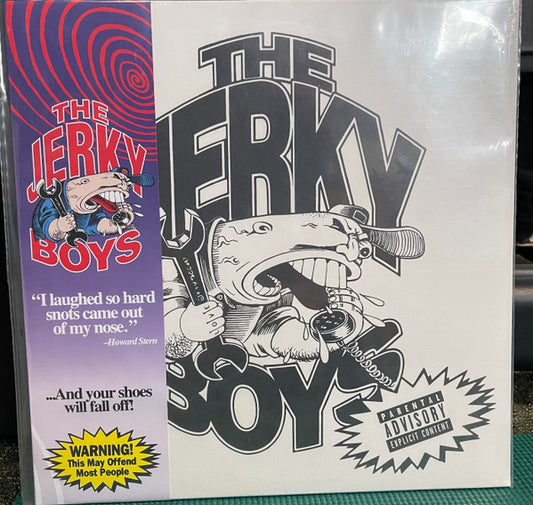 THE
JERKY
BOYS
"I laughed so hard
snots came out
of my nose."
–Howard Stern
...And your shoes
will fall off!
WARNING!
This May Offend
Most People
THE
JERKY
BOYS
PARENTAL
ADVISORY
EXPLICIT CONTENT